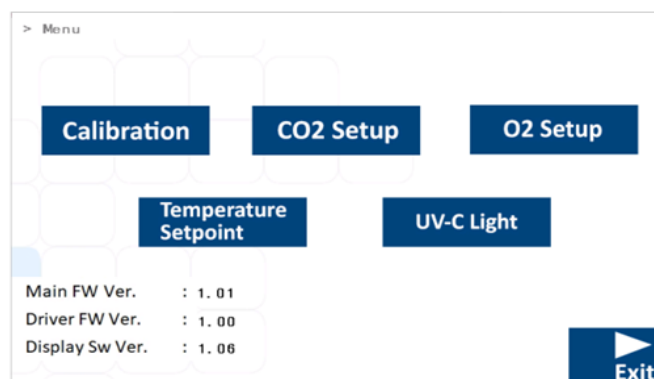 > Menu
Calibration
CO2 Setup
O2 Setup
Temperature
Setpoint
UV-C Light
Main FW Ver. : 1.01
Driver FW Ver. : 1.00
Display Sw Ver. : 1.06
Exit